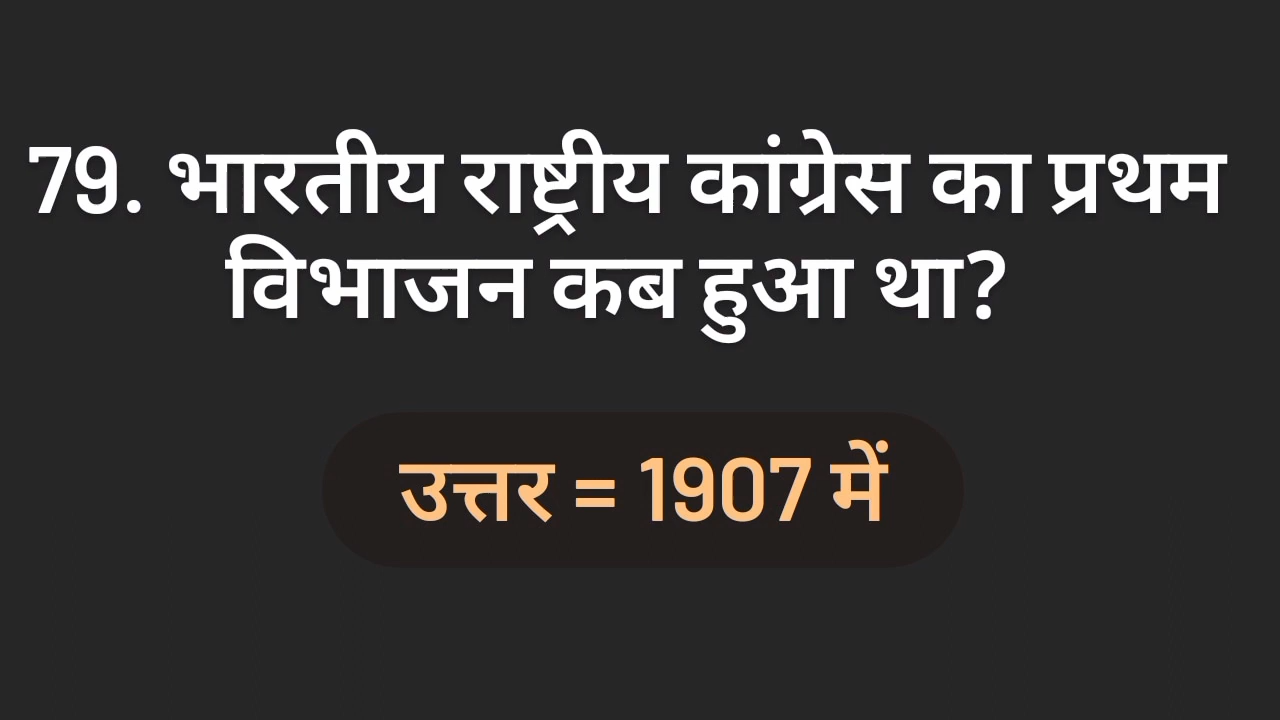 79. भारतीय राष्ट्रीय कांग्रेस का प्रथम
विभाजन कब हुआ था?
उत्तर = 1907 में